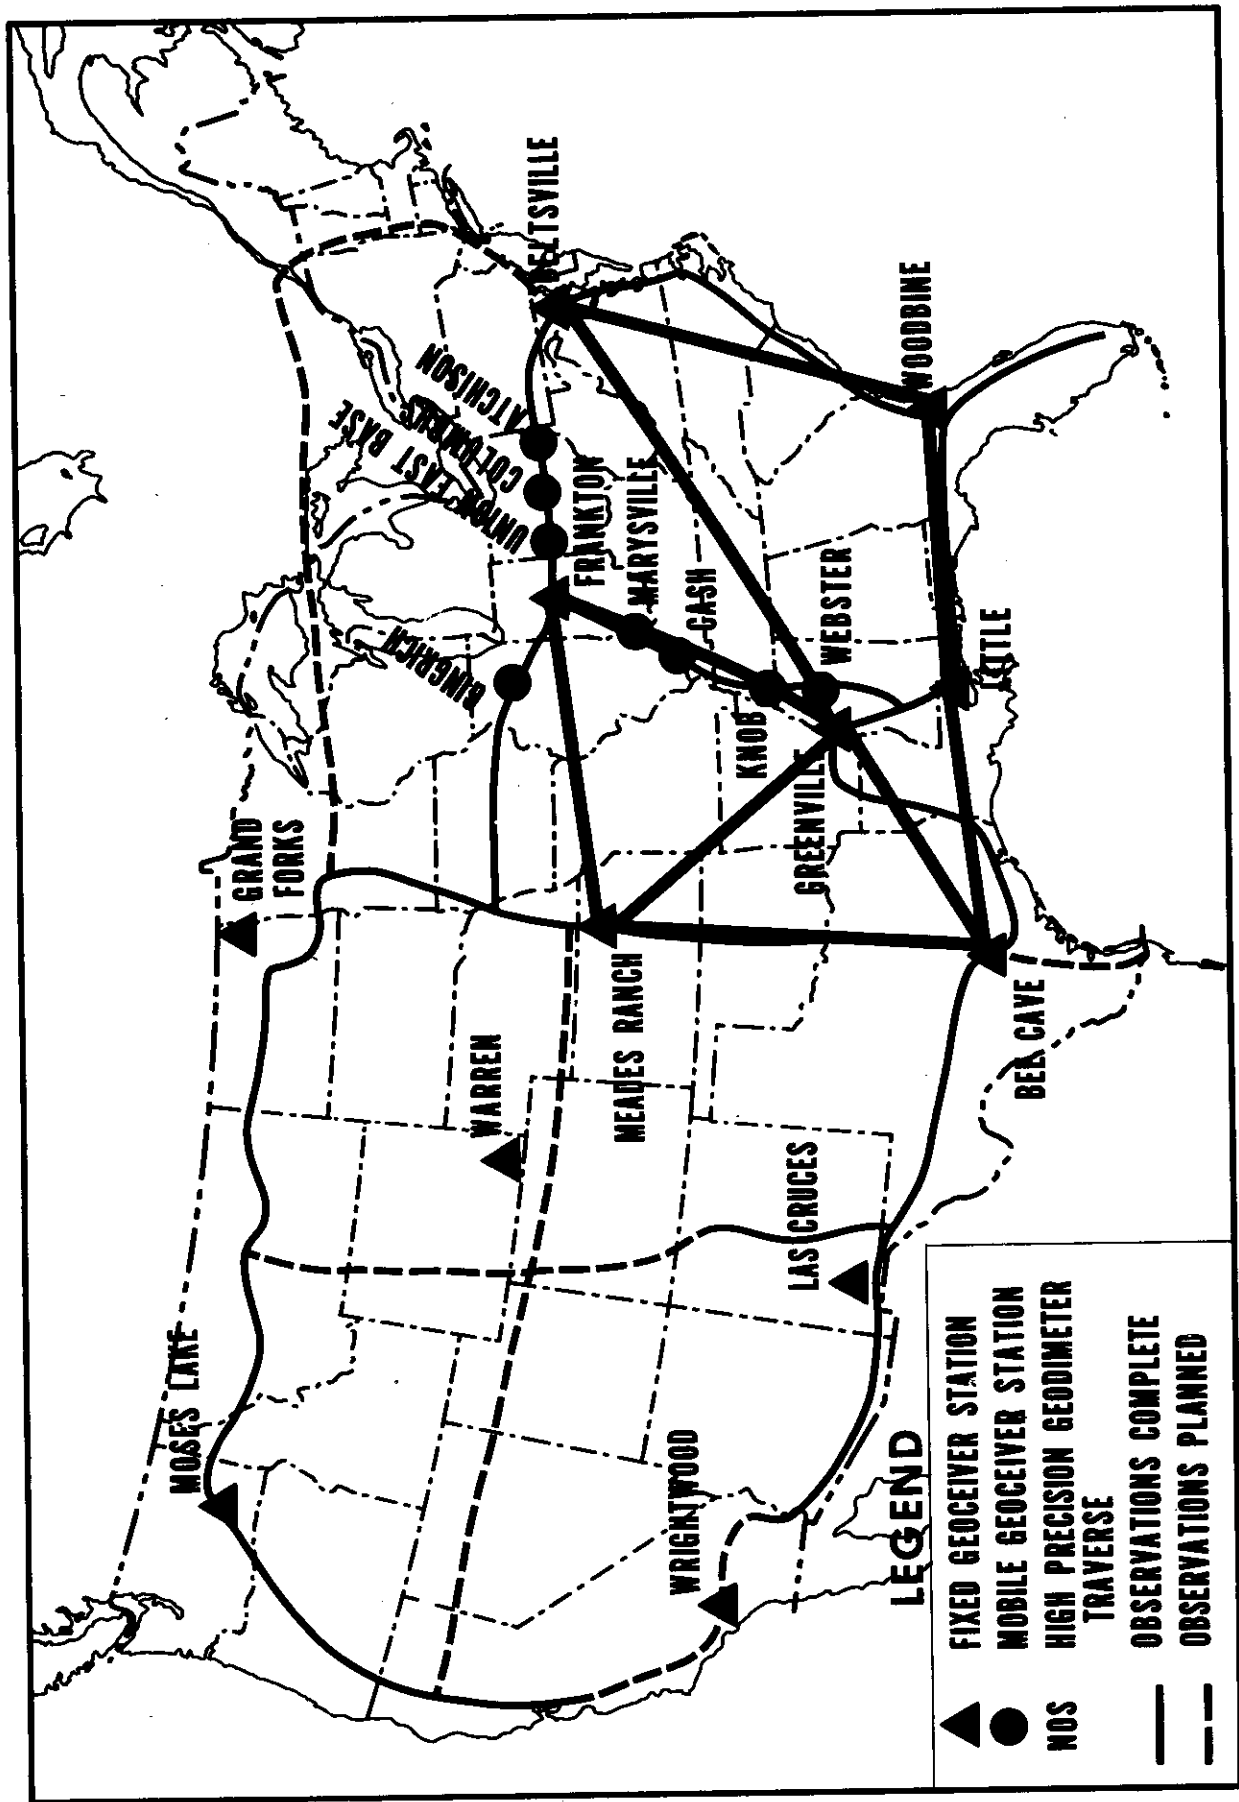 MOSES LAKE
GRAND
FORKS
GINGRICH
UNION EAST BASE
COLUMBUS
ATCHISON
BELTSVILLE
WARREN
FRANKTON
MARYSVILLE
CASH
MEADES RANCH
WRIGHTWOOD
LAS CRUCES
KNOB
GREENVILLE
WEBSTER
WOODBINE
LITTLE
BEE CAVE
LEGEND
FIXED GEOCEIVER STATION
MOBILE GEOCEIVER STATION
NOS HIGH PRECISION GEODIMETER
TRAVERSE
OBSERVATIONS COMPLETE
OBSERVATIONS PLANNED